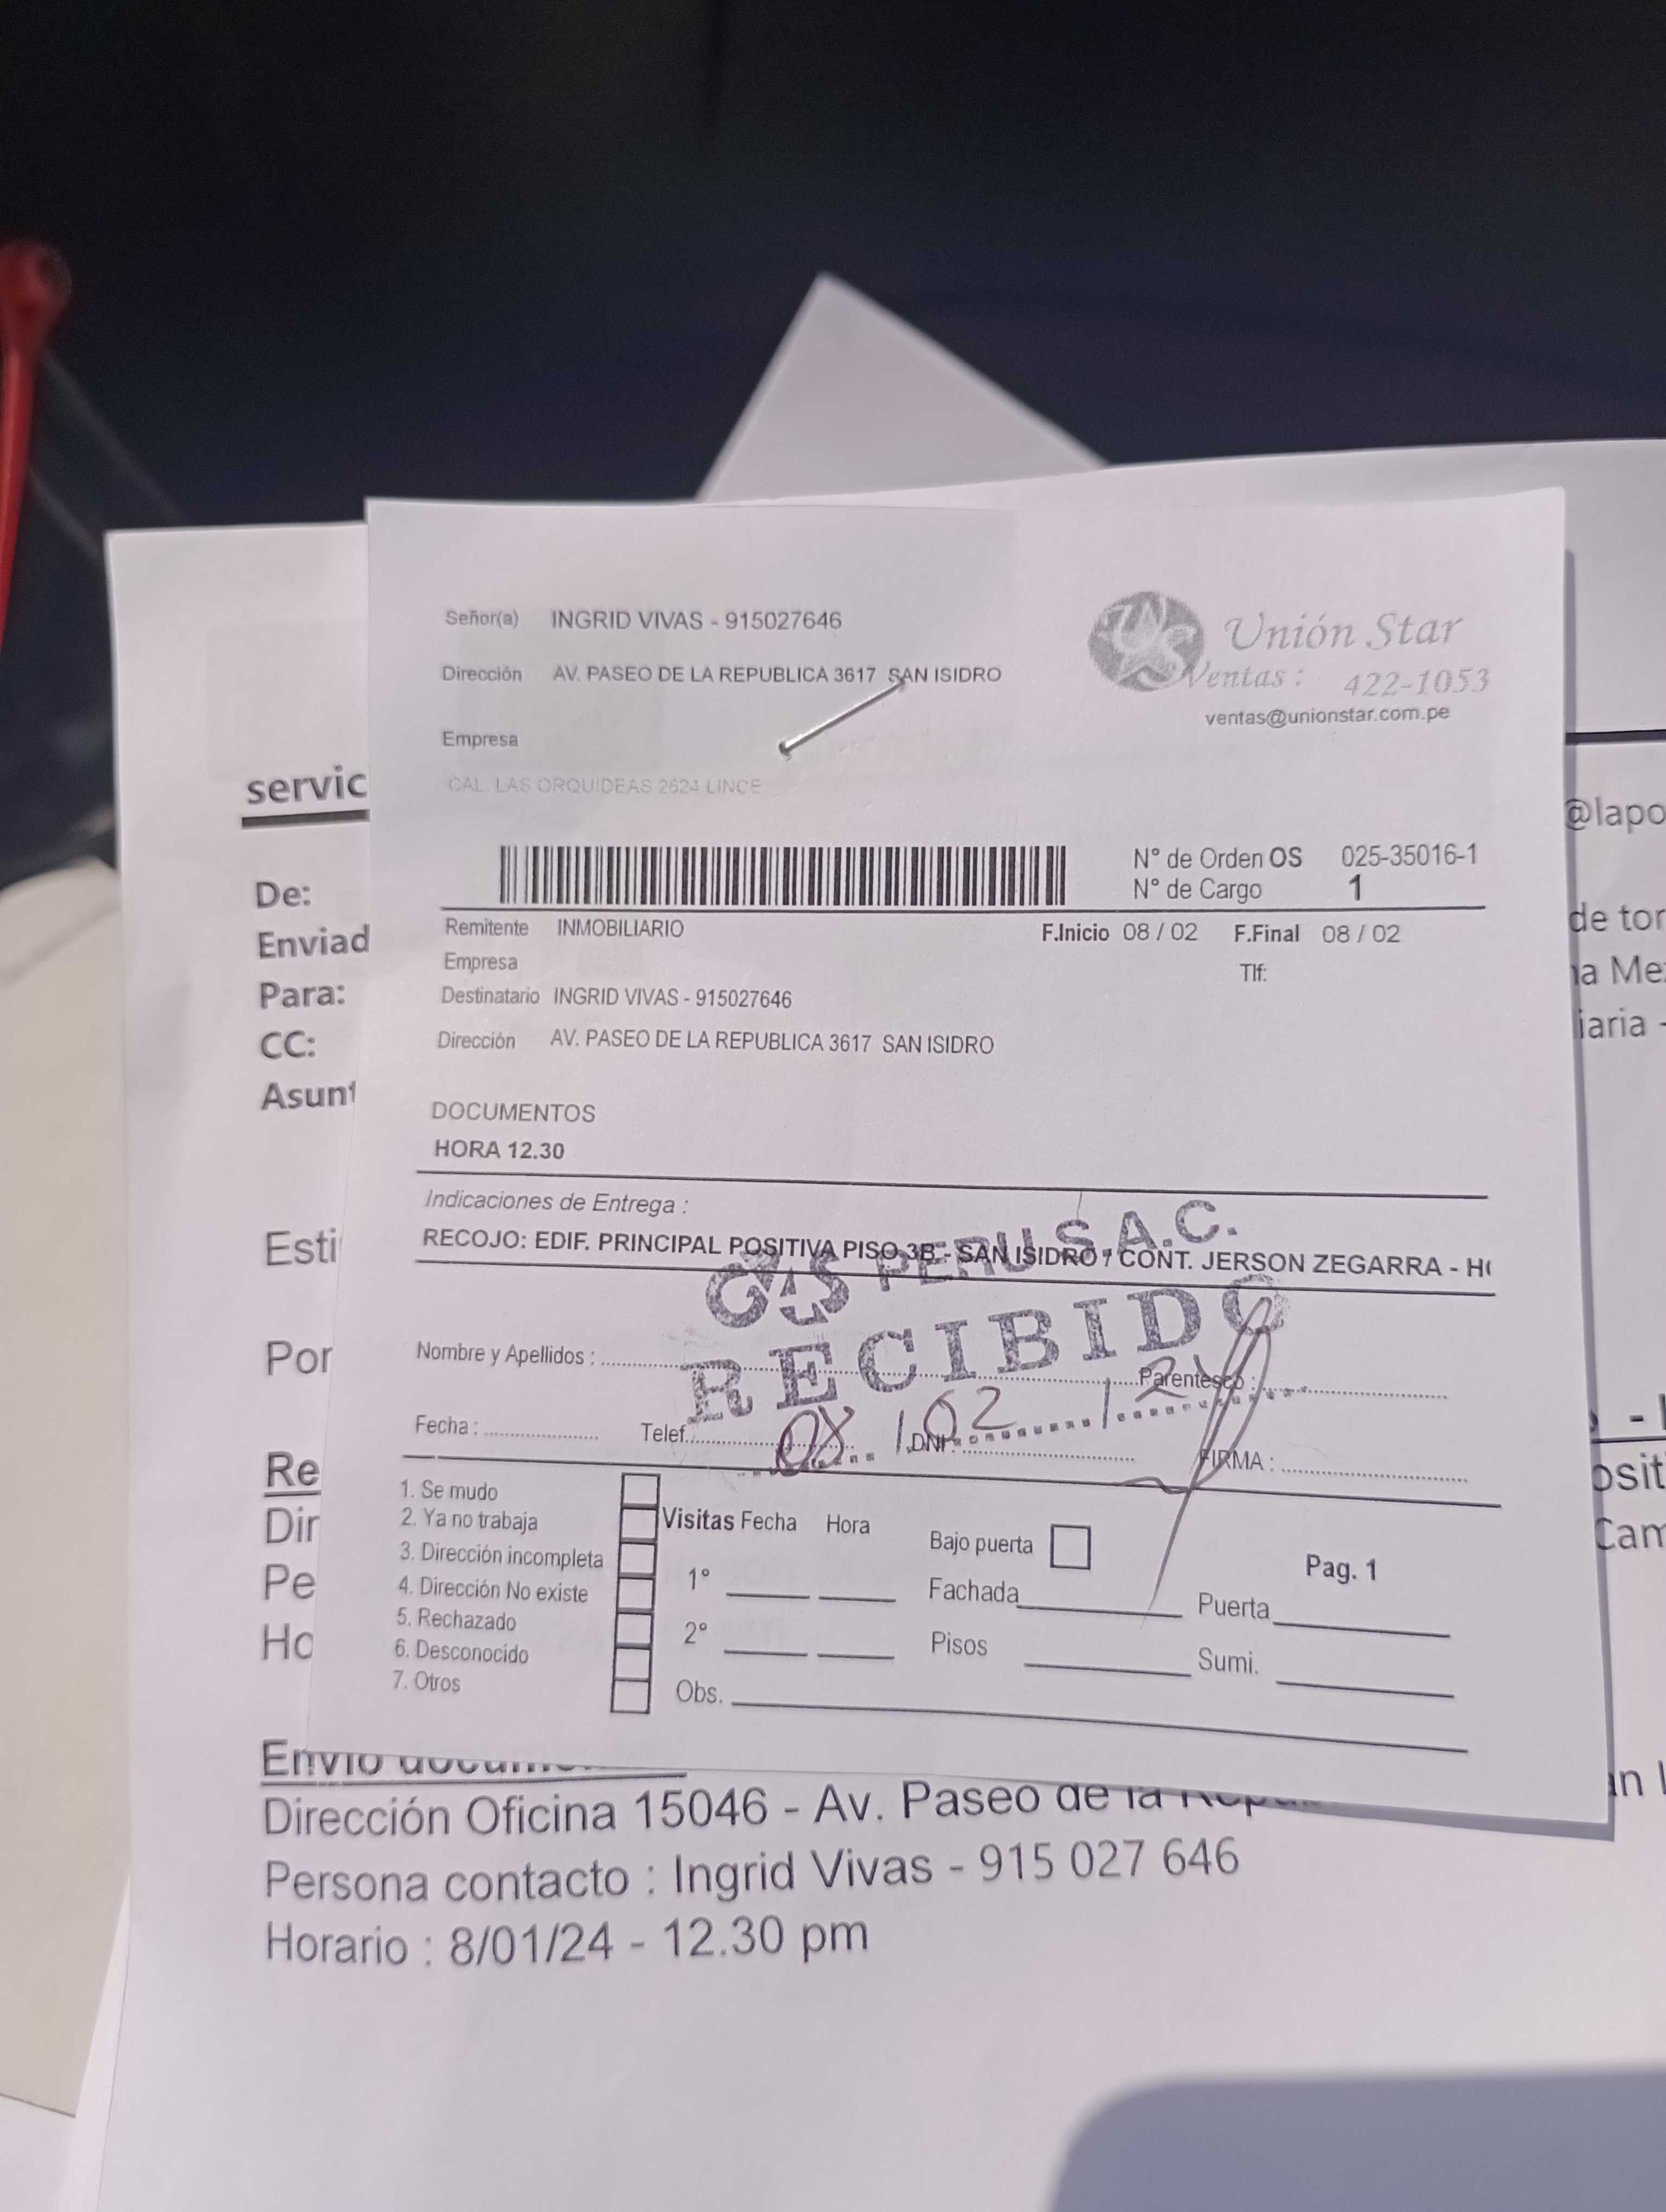 Señor(a) INGRID VIVAS - 915027646
Dirección AV. PASEO DE LA REPUBLICA 3617 SAN ISIDRO
Empresa
CAL. LAS ORQUIDEAS 2624 LINCE
Unión Star
Ventas : 422-1053
ventas@unionstar.com.pe
N° de Orden OS 025-35016-1
N° de Cargo 1
Remitente INMOBILIARIO
F.Inicio 08 / 02 F.Final 08 / 02
Empresa
Tlf:
Destinatario INGRID VIVAS - 915027646
Dirección AV. PASEO DE LA REPUBLICA 3617 SAN ISIDRO
DOCUMENTOS
HORA 12.30
Indicaciones de Entrega :
RECOJO: EDIF. PRINCIPAL POSITIVA PISO 3B - SAN ISIDRO / CONT. JERSON ZEGARRA - H
PERU S.A.C.
RECIBIDO
08 / 02 / 24
Nombre y Apellidos : Parentesco :
Fecha : Telef. DNI: FIRMA :
1. Se mudo
2. Ya no trabaja
3. Dirección incompleta
4. Dirección No existe
5. Rechazado
6. Desconocido
7. Otros
Visitas Fecha Hora
1°
2°
Obs.
Bajo puerta
Fachada
Pisos
Pag. 1
Puerta
Sumi.
servic
De:
Enviad
Para:
CC:
Asunt
Esti
Por
Re
Dir
Pe
Ho
@lapo
de tor
a Me
iaria -
- 
osit
Cam
Envío
Dirección Oficina 15046 - Av. Paseo de la
Persona contacto : Ingrid Vivas - 915 027 646
Horario : 8/01/24 - 12.30 pm